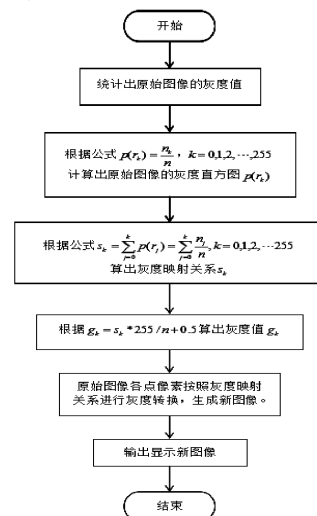 开始
统计出原始图像的灰度值
根据公式 p(r_k) = n_k/n，k=0,1,2,…,255
计算出原始图像的灰度直方图 p(r_k)
根据公式 s_k = ∑_{j=0}^{k} p(r_j) = ∑_{j=0}^{k} n_j/n, k=0,1,2,…255
算出灰度映射关系 s_k
根据 g_k = s_k *255/n+0.5 算出灰度值 g_k
原始图像各点像素按照灰度映射
关系进行灰度转换，生成新图像。
输出显示新图像
结束